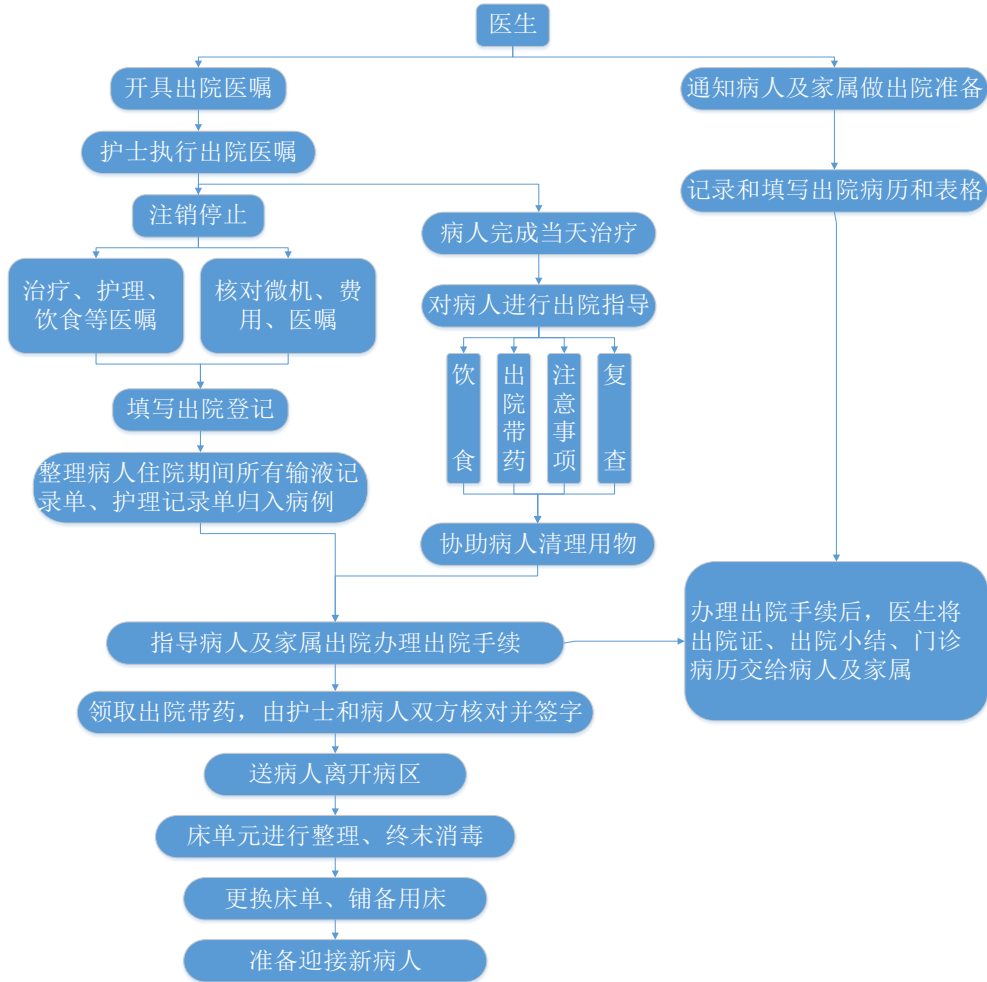 医生
开具出院医嘱
通知病人及家属做出院准备
护士执行出院医嘱
记录和填写出院病历和表格
注销停止
病人完成当天治疗
治疗、护理、
饮食等医嘱
核对微机、费
用、医嘱
对病人进行出院指导
饮食
出院带药
注意事项
复查
填写出院登记
整理病人住院期间所有输液记
录单、护理记录单归入病例
协助病人清理用物
办理出院手续后，医生将
出院证、出院小结、门诊
病历交给病人及家属
指导病人及家属出院办理出院手续
领取出院带药，由护士和病人双方核对并签字
送病人离开病区
床单元进行整理、终末消毒
更换床单、铺备用床
准备迎接新病人